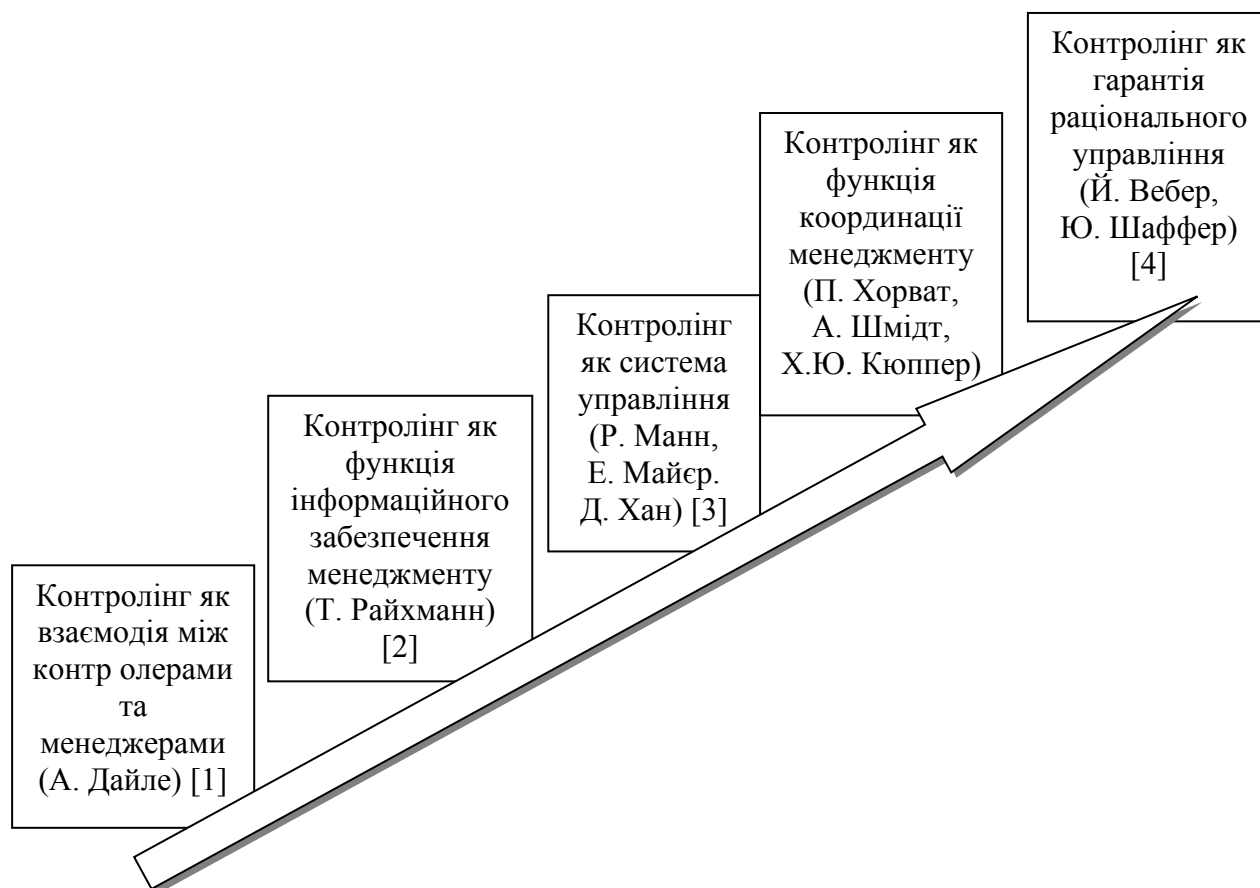 Контролінг як
взаємодія між
контр олерами
та
менеджерами
(А. Дайле) [1]
Контролінг як
функція
інформаційного
забезпечення
менеджменту
(Т. Райхманн)
[2]
Контролінг
як система
управління
(Р. Манн,
Е. Майєр.
Д. Хан) [3]
Контролінг як
функція
координації
менеджменту
(П. Хорват,
А. Шмідт,
Х.Ю. Кюппер)
Контролінг як
гарантія
раціонального
управління
(Й. Вебер,
Ю. Шаффер)
[4]